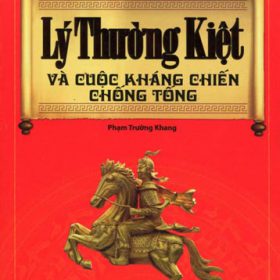 Lý Thường Kiệt
VÀ CUỘC KHÁNG CHIẾN
CHỐNG TỐNG
Phạm Trường Khang